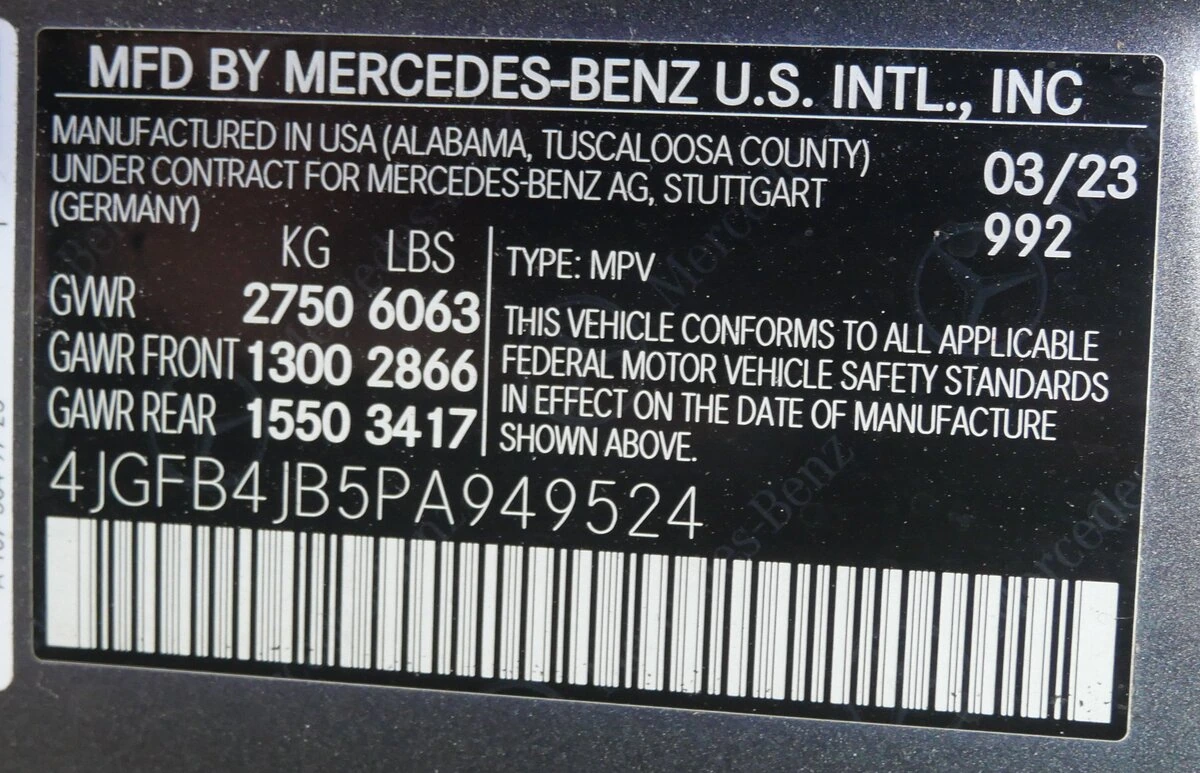 MFD BY MERCEDES-BENZ U.S. INTL., INC
MANUFACTURED IN USA (ALABAMA, TUSCALOOSA COUNTY)
UNDER CONTRACT FOR MERCEDES-BENZ AG, STUTTGART
(GERMANY)
03/23
992
KG LBS
GVWR 2750 6063
GAWR FRONT 1300 2866
GAWR REAR 1550 3417
TYPE: MPV
THIS VEHICLE CONFORMS TO ALL APPLICABLE
FEDERAL MOTOR VEHICLE SAFETY STANDARDS
IN EFFECT ON THE DATE OF MANUFACTURE
SHOWN ABOVE.
4JGFB4JB5PA949524